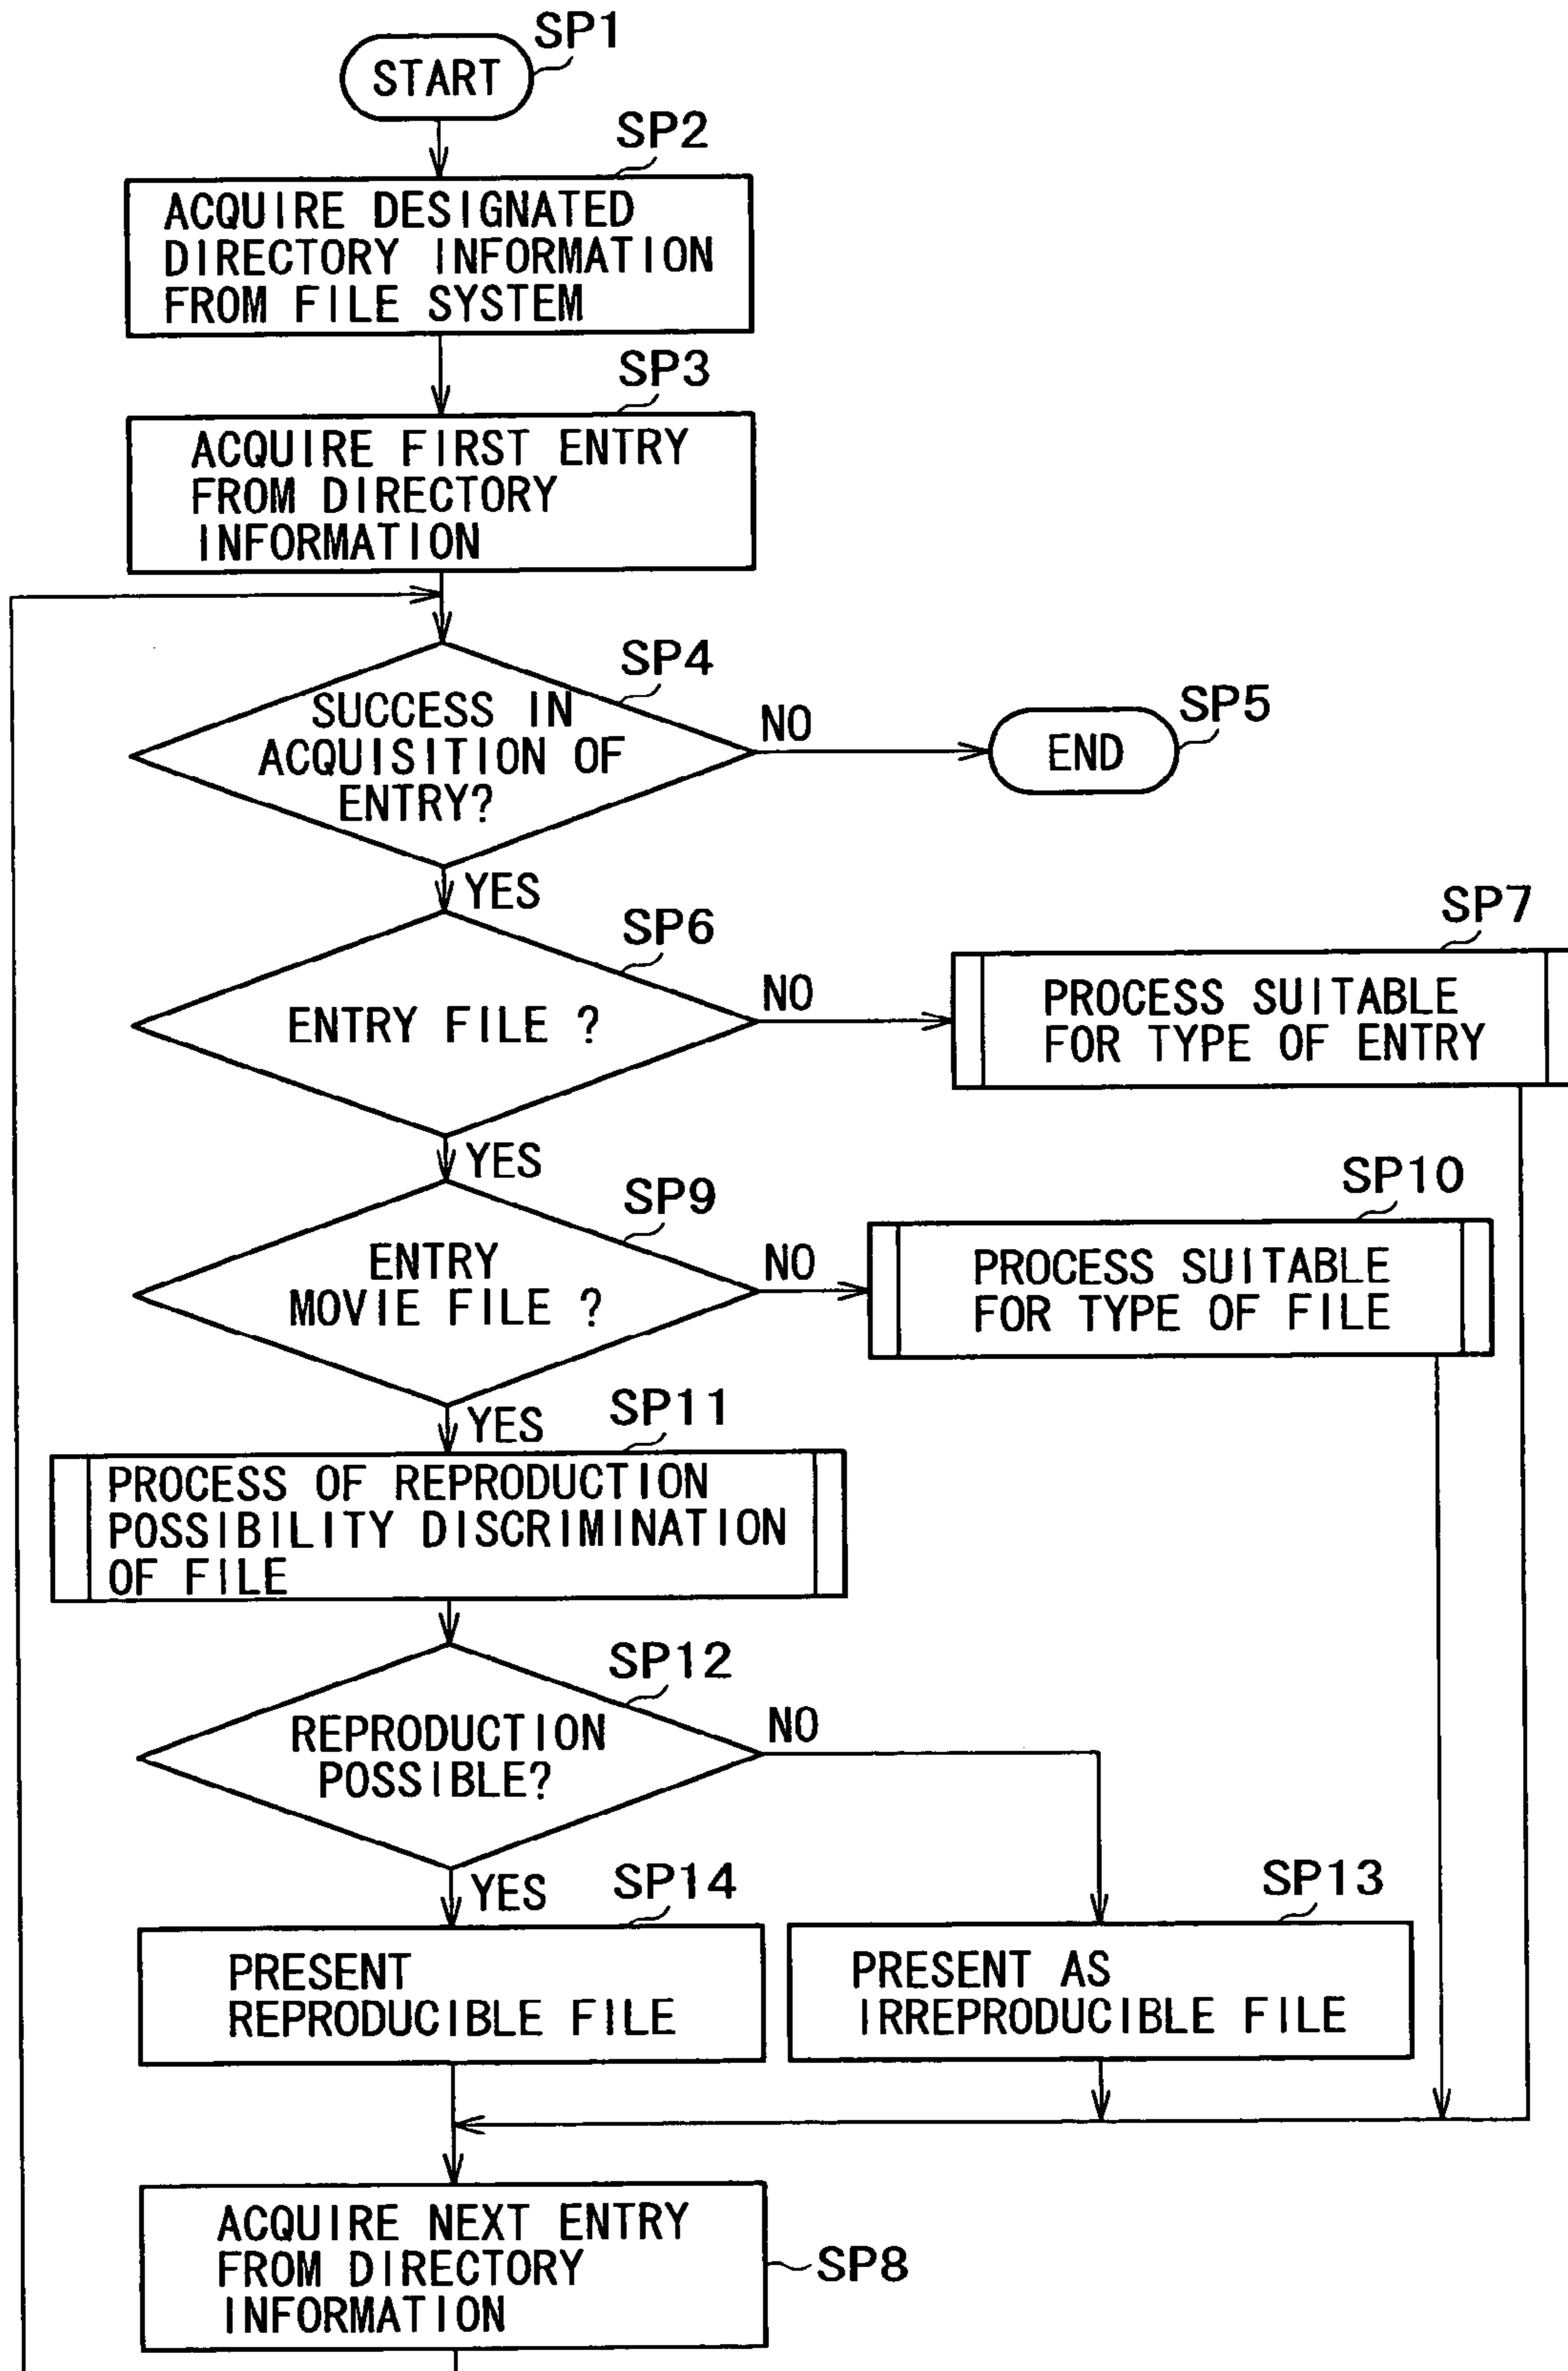 SP1
START
SP2
ACQUIRE DESIGNATED
DIRECTORY INFORMATION
FROM FILE SYSTEM
SP3
ACQUIRE FIRST ENTRY
FROM DIRECTORY
INFORMATION
SP4
SUCCESS IN
ACQUISITION OF
ENTRY?
NO
SP5
END
YES
SP6
ENTRY FILE ?
NO
SP7
PROCESS SUITABLE
FOR TYPE OF ENTRY
YES
SP9
ENTRY
MOVIE FILE ?
NO
SP10
PROCESS SUITABLE
FOR TYPE OF FILE
YES
SP11
PROCESS OF REPRODUCTION
POSSIBILITY DISCRIMINATION
OF FILE
SP12
REPRODUCTION
POSSIBLE?
NO
YES
SP14
PRESENT
REPRODUCIBLE FILE
SP13
PRESENT AS
IRREPRODUCIBLE FILE
ACQUIRE NEXT ENTRY
FROM DIRECTORY
INFORMATION
SP8